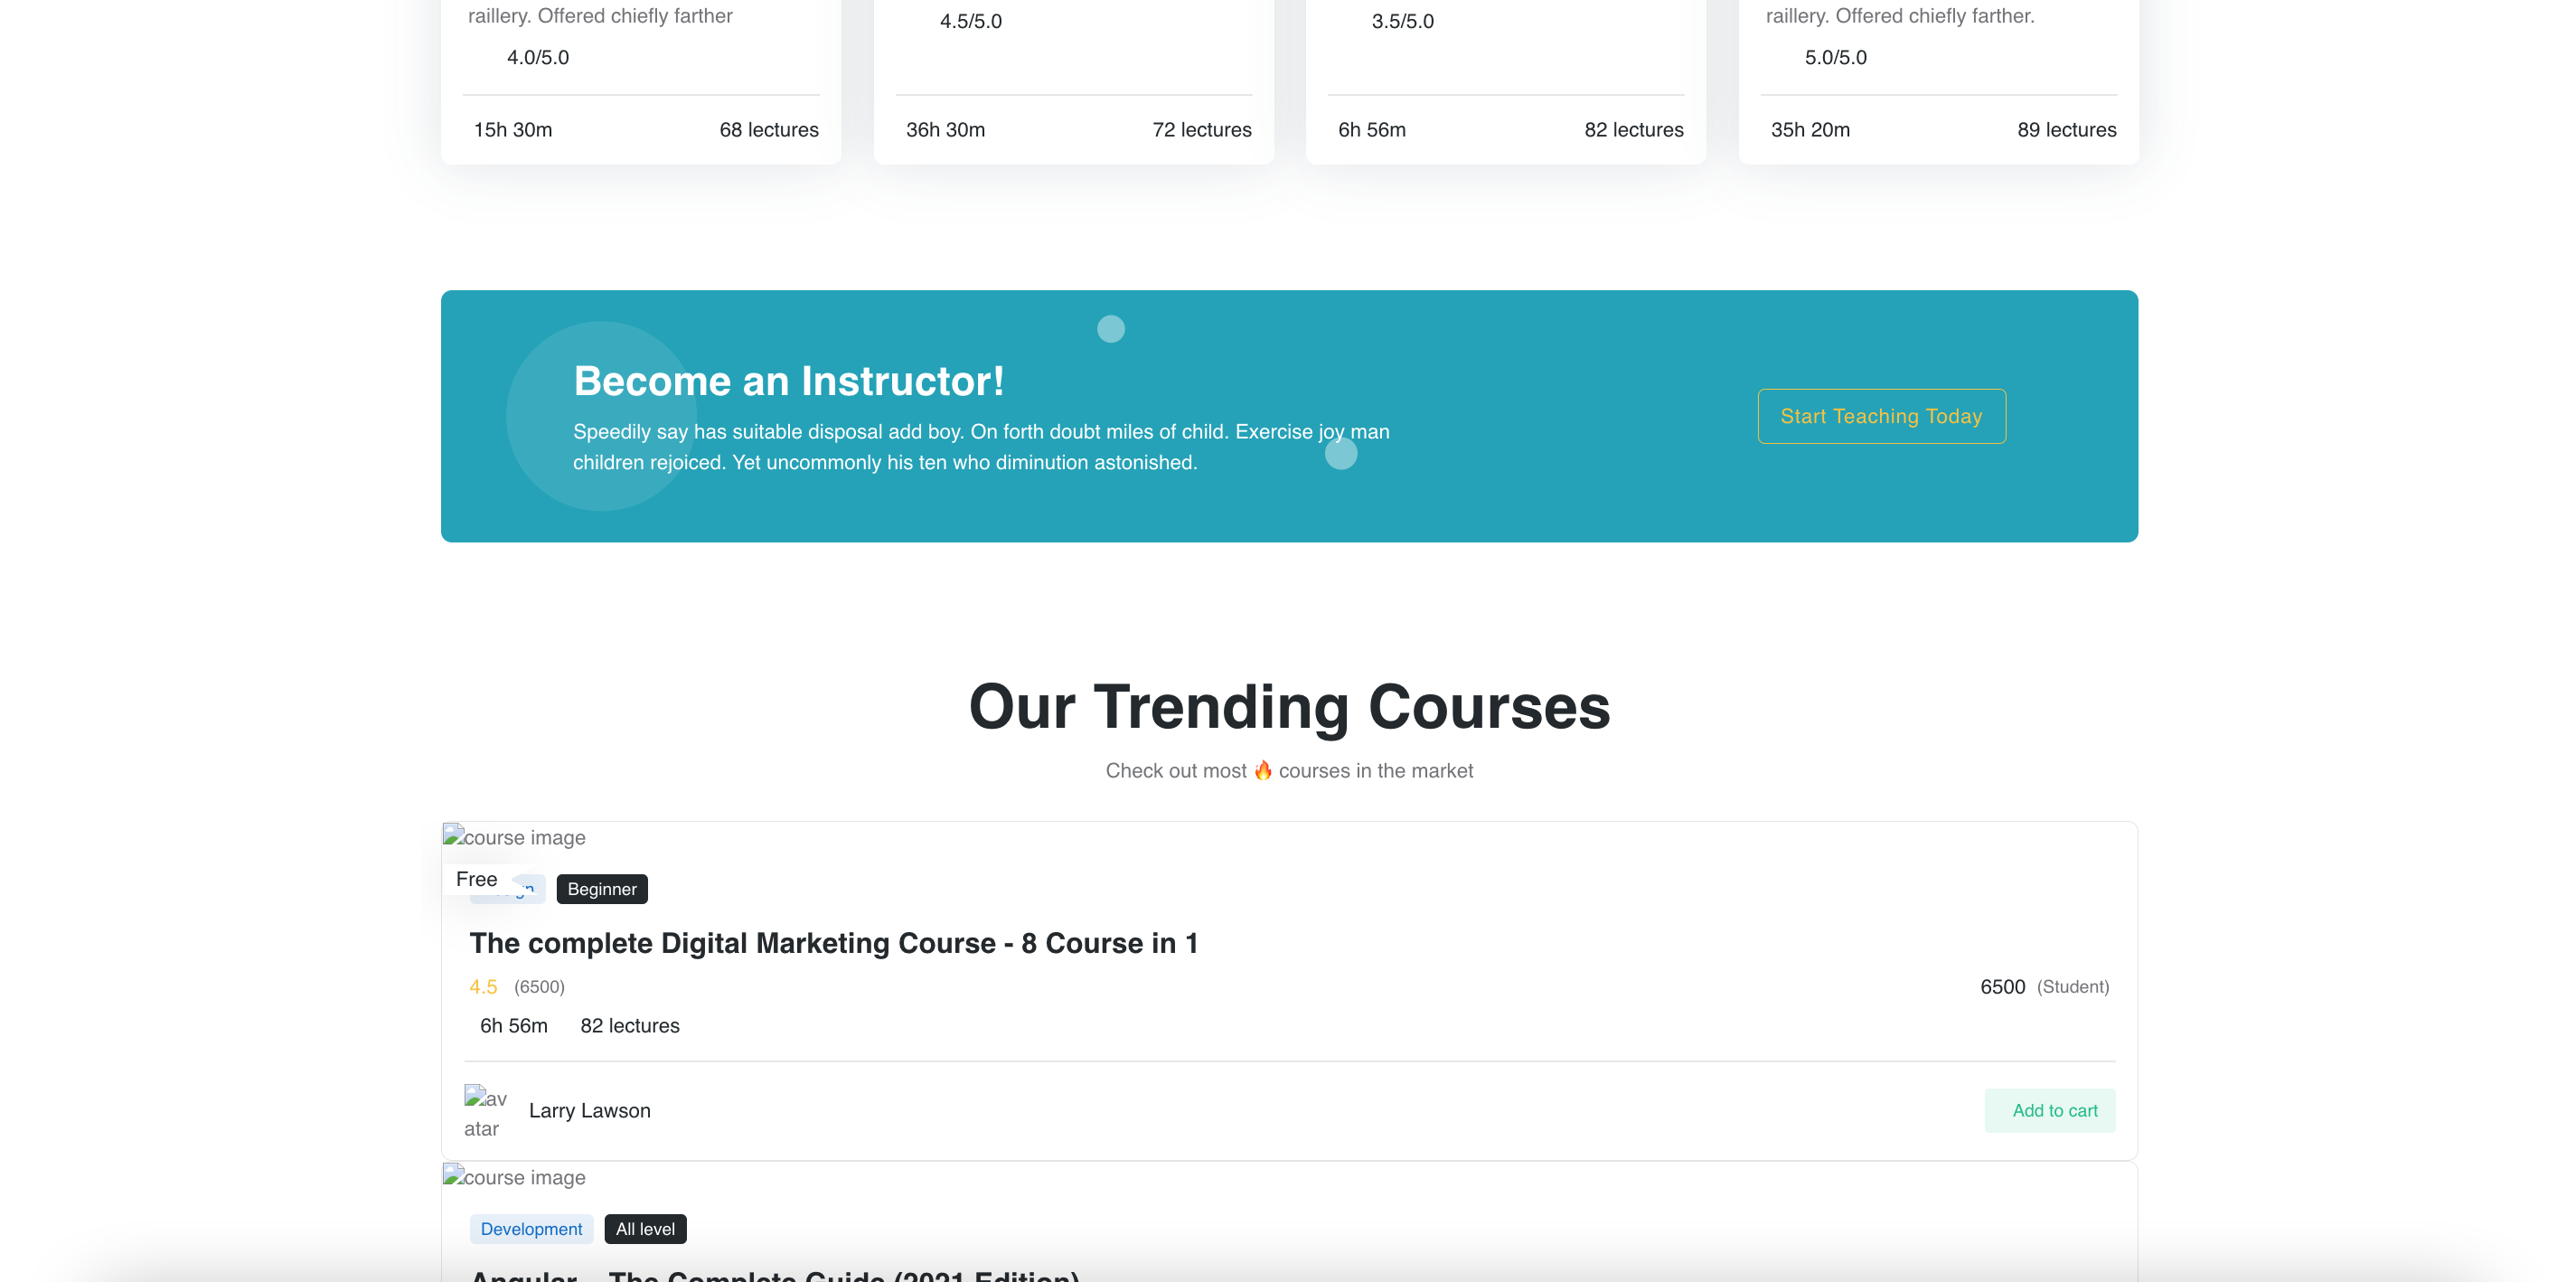 raillery. Offered chiefly farther
4.0/5.0
15h 30m 68 lectures
4.5/5.0
36h 30m 72 lectures
3.5/5.0
6h 56m 82 lectures
raillery. Offered chiefly farther.
5.0/5.0
35h 20m 89 lectures
Become an Instructor!
Speedily say has suitable disposal add boy. On forth doubt miles of child. Exercise joy man
children rejoiced. Yet uncommonly his ten who diminution astonished.
Start Teaching Today
Our Trending Courses
Check out most 🔥 courses in the market
course image
Free
Beginner
The complete Digital Marketing Course - 8 Course in 1
4.5 (6500) 6500 (Student)
6h 56m 82 lectures
av
atar
Larry Lawson
Add to cart
course image
Development All level
Angular – The Complete Guide (2021 Edition)